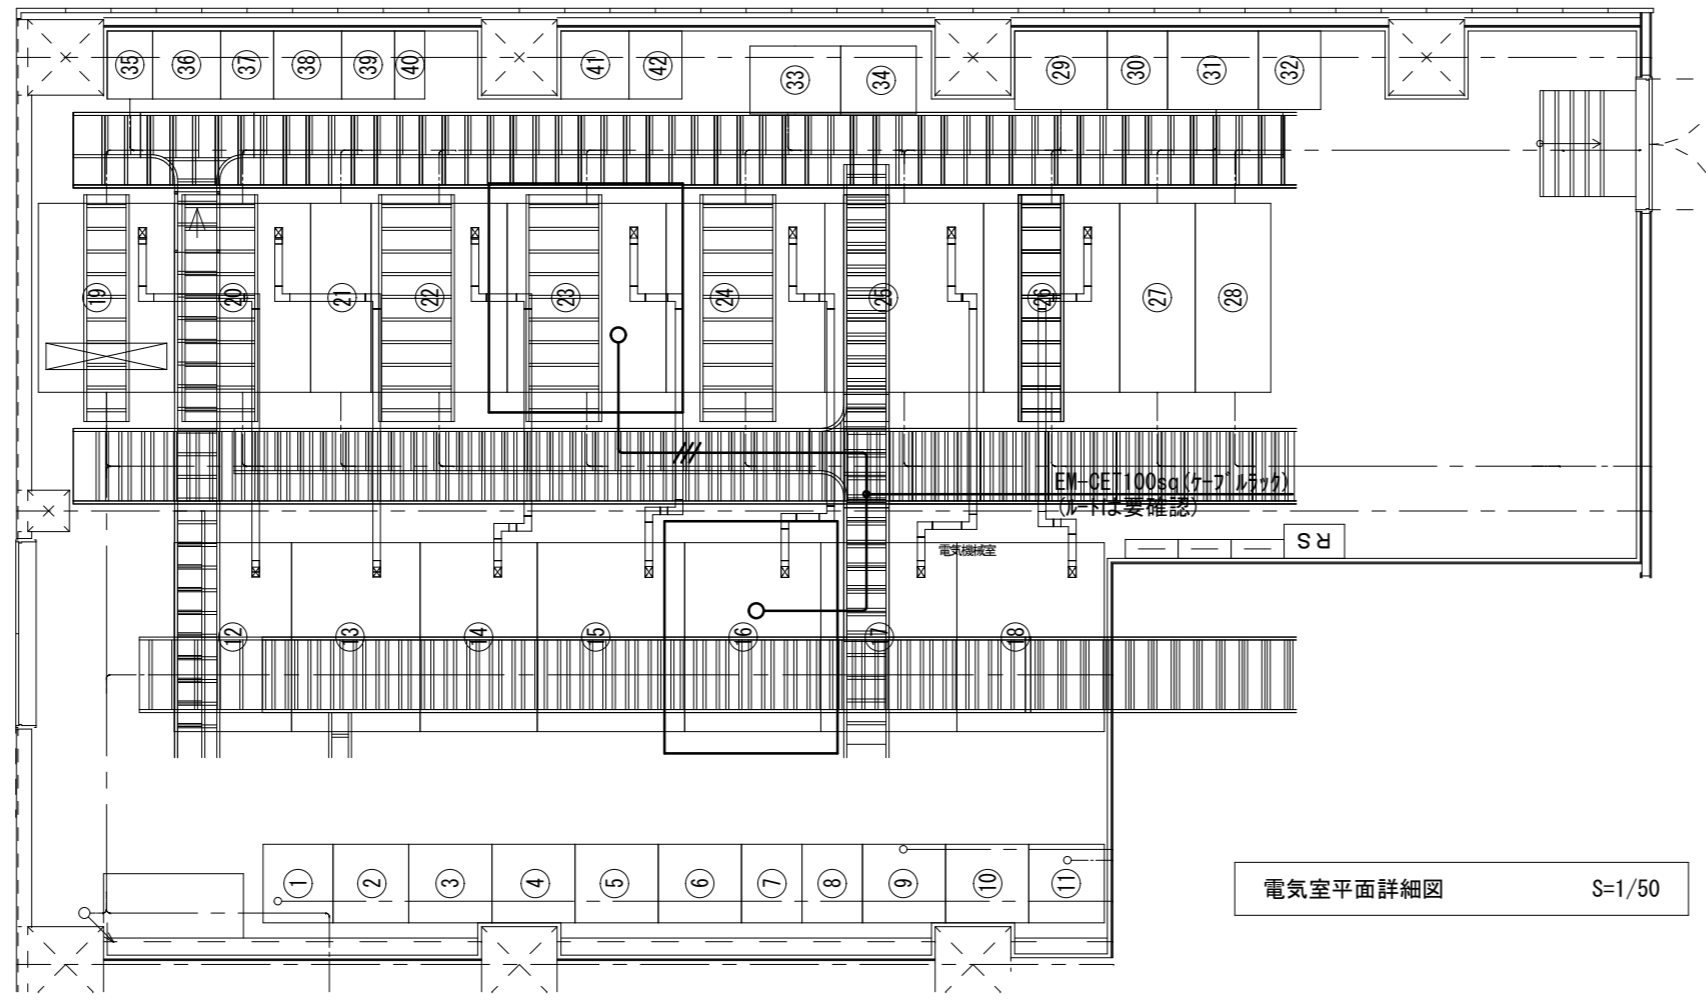 ㉟ ㊱ ㊲ ㊳ ㊴ ㊵ ㊶ ㊷ ㉝ ㉞ ㉙ ㉚ ㉛ ㉜
⑲ ⑳ ㉑ ㉒ ㉓ ㉔ ㉕ ㉖ ㉗ ㉘
EM-CET100sq(ケーブルラック)
(ルートは要確認)
電気機械室
RS
⑫ ⑬ ⑭ ⑮ ⑯ ⑰ ⑱
① ② ③ ④ ⑤ ⑥ ⑦ ⑧ ⑨ ⑩ ⑪
電気室平面詳細図 S=1/50